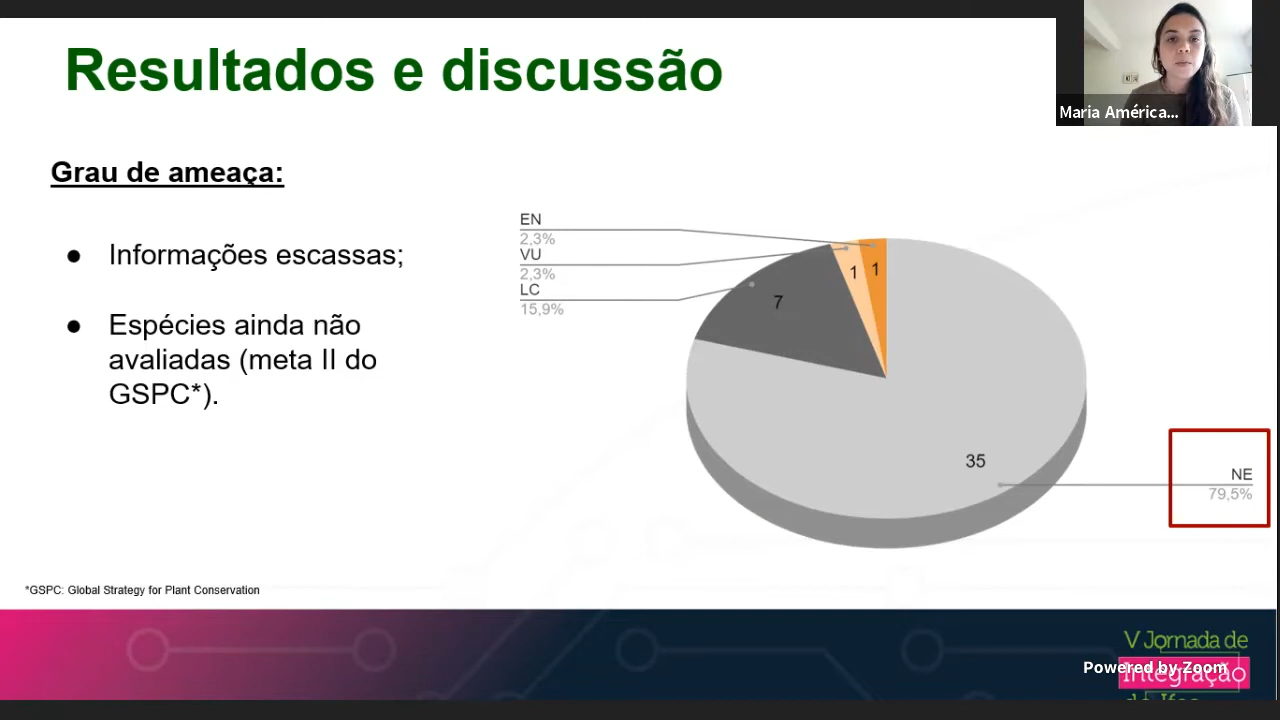 Resultados e discussão
Maria América...
Grau de ameaça:
● Informações escassas;
● Espécies ainda não
avaliadas (meta II do
GSPC*).
EN
2,3%
VU
2,3%
LC
15,9%
7
1
1
35
NE
79,5%
*GSPC: Global Strategy for Plant Conservation
V Jornada de
Powered by Zoom
Integração